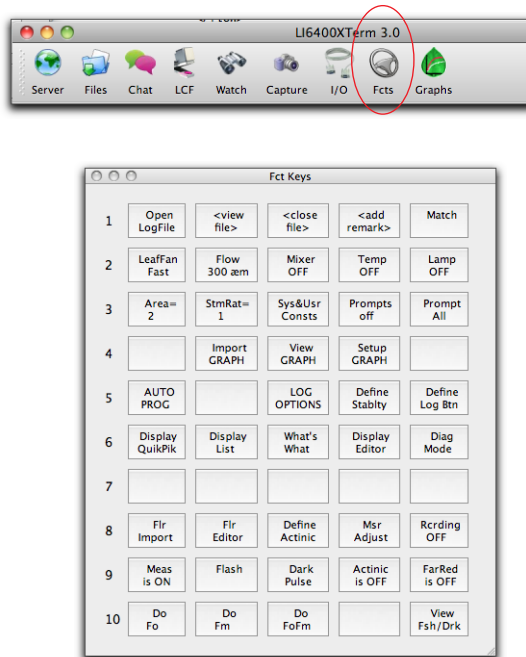 LI6400XTerm 3.0
Server Files Chat LCF Watch Capture I/O Fcts Graphs
Fct Keys
1 Open <view <close <add Match
LogFile file> file> remark>
2 LeafFan Flow Mixer Temp Lamp
Fast 300 æm OFF OFF OFF
3 Area= StmRat= Sys&Usr Prompts Prompt
2 1 Consts off All
4 Import View Setup
GRAPH GRAPH GRAPH
5 AUTO LOG Define Define
PROG OPTIONS Stablty Log Btn
6 Display Display What's Display Diag
QuikPik List What Editor Mode
7
8 Flr Flr Define Msr Rcrding
Import Editor Actinic Adjust OFF
9 Meas Flash Dark Actinic FarRed
is ON Pulse is OFF is OFF
10 Do Do Do View
Fo Fm FoFm Fsh/Drk